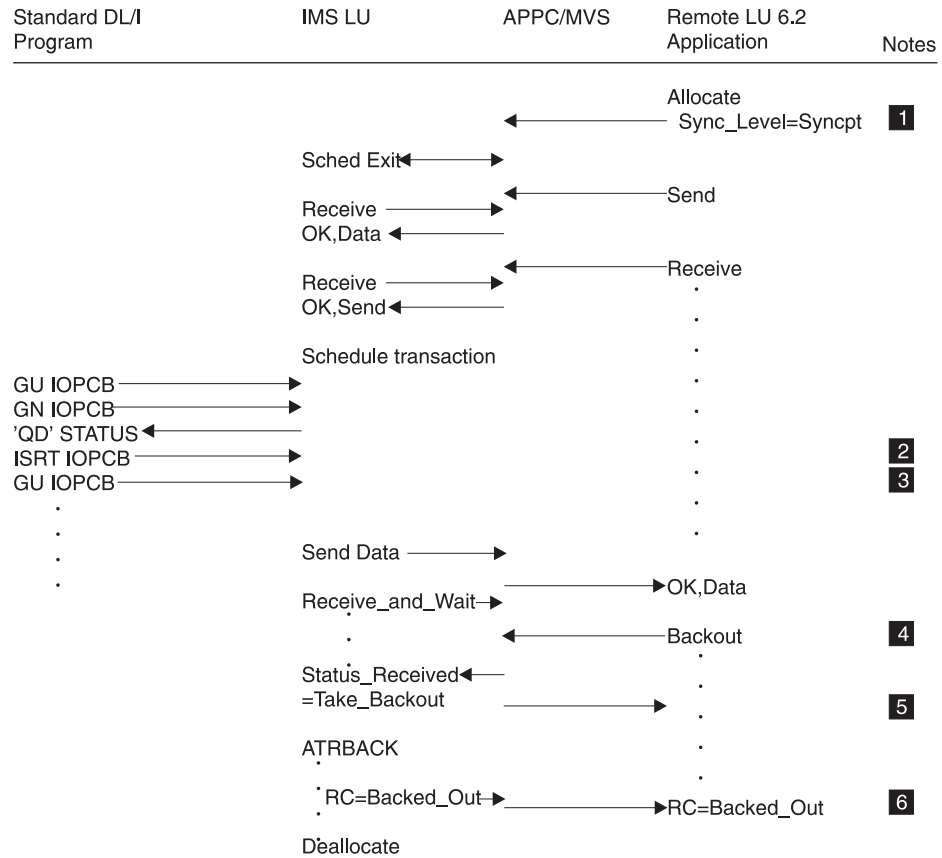 Standard DL/I Program
IMS LU
APPC/MVS
Remote LU 6.2 Application
Notes
Allocate
Sync_Level=Syncpt
1
Sched Exit
Send
Receive
OK,Data
Receive
Receive
OK,Send
Schedule transaction
GU IOPCB
GN IOPCB
'QD' STATUS
ISRT IOPCB
2
GU IOPCB
3
Send Data
OK,Data
Receive_and_Wait
Backout
4
Status_Received
=Take_Backout
5
ATRBACK
RC=Backed_Out
RC=Backed_Out
6
Deallocate